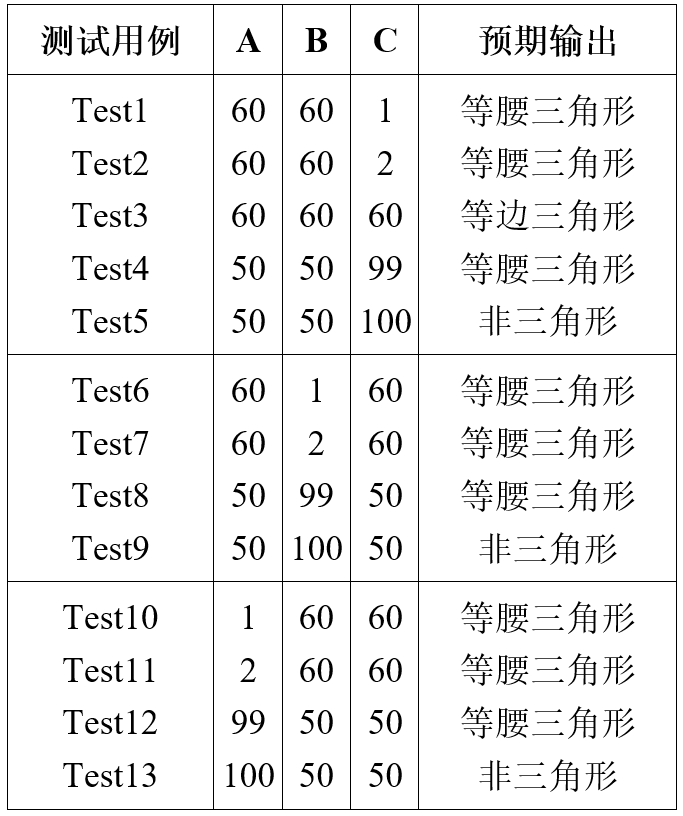 测试用例 A B C 预期输出
Test1 60 60 1 等腰三角形
Test2 60 60 2 等腰三角形
Test3 60 60 60 等边三角形
Test4 50 50 99 等腰三角形
Test5 50 50 100 非三角形
Test6 60 1 60 等腰三角形
Test7 60 2 60 等腰三角形
Test8 50 99 50 等腰三角形
Test9 50 100 50 非三角形
Test10 1 60 60 等腰三角形
Test11 2 60 60 等腰三角形
Test12 99 50 50 等腰三角形
Test13 100 50 50 非三角形